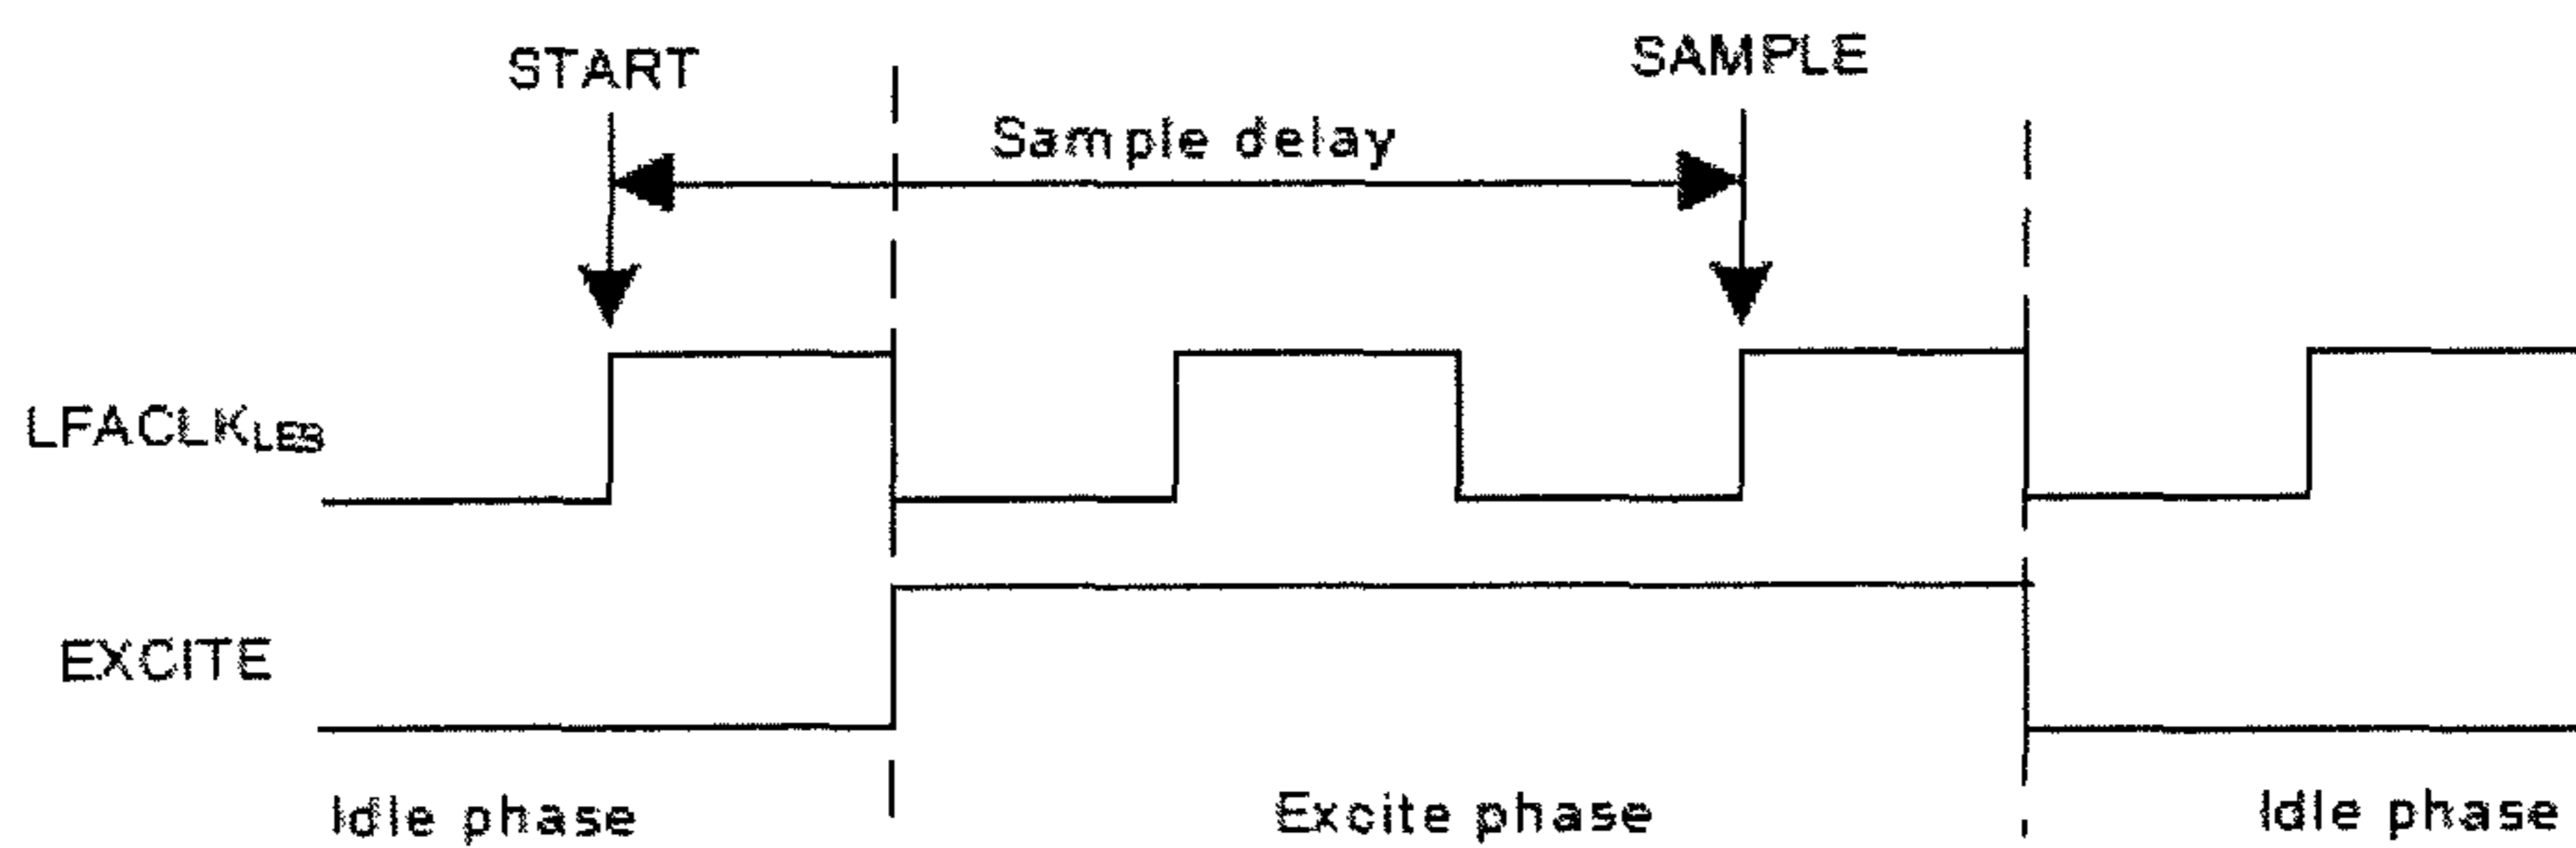 START
SAMPLE
Sample delay
LFACLKLEB
EXCITE
Idle phase
Excite phase
Idle phase